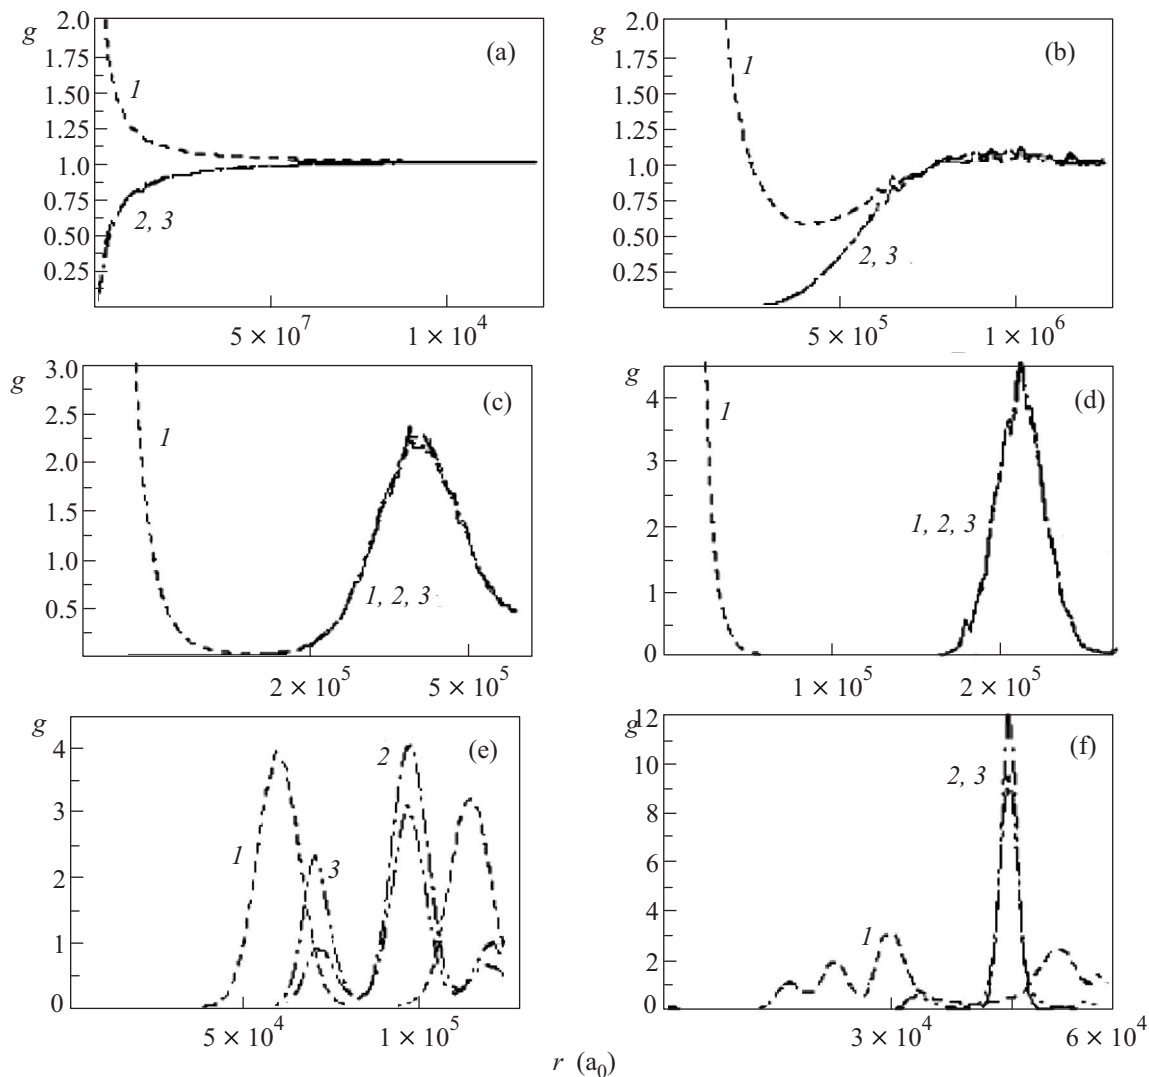 g
2.0
1.75
1.50
1.25
1.0
0.75
0.50
0.25
1
2, 3
(a)
5 × 10^7
1 × 10^4
g
2.0
1.75
1.50
1.25
1.0
0.75
0.50
0.25
1
2, 3
(b)
5 × 10^5
1 × 10^6
g
3.0
2.5
2.0
1.5
1.0
0.5
1
1, 2, 3
(c)
2 × 10^5
5 × 10^5
g
4
3
2
1
0
1
1, 2, 3
(d)
1 × 10^5
2 × 10^5
g
4
3
2
1
0
1
3
2
(e)
5 × 10^4
1 × 10^5
g
12
10
8
6
4
2
0
1
2, 3
(f)
3 × 10^4
6 × 10^4
r (a_0)